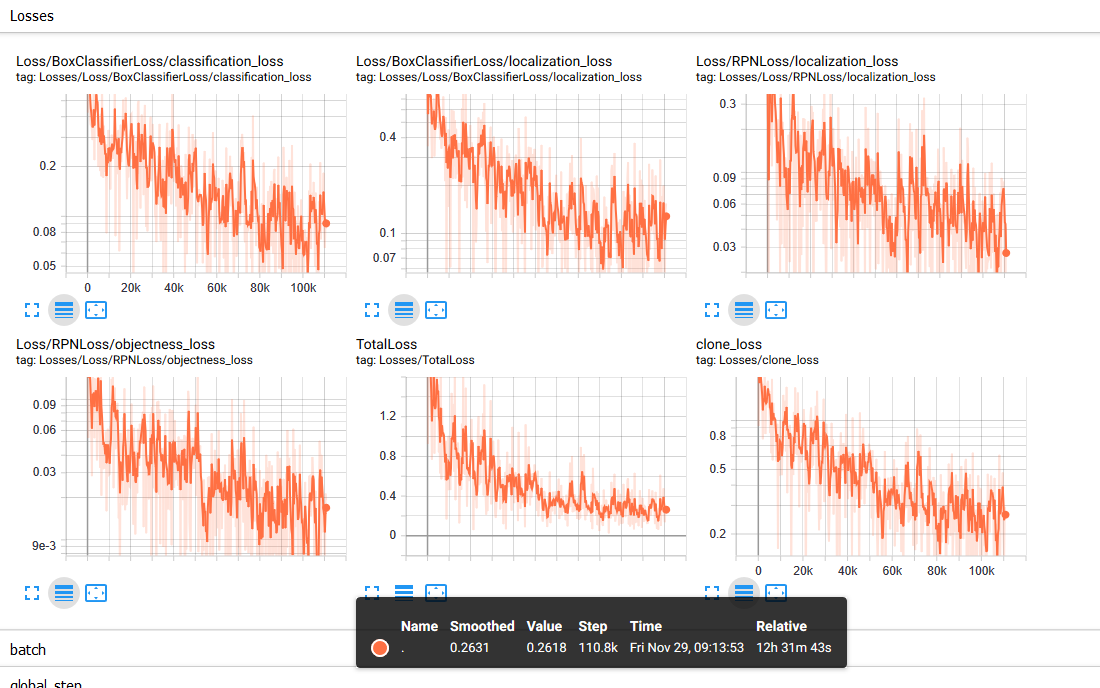 Losses
Loss/BoxClassifierLoss/classification_loss
tag: Losses/Loss/BoxClassifierLoss/classification_loss
0.2
0.08
0.05
0 20k 40k 60k 80k 100k
Loss/BoxClassifierLoss/localization_loss
tag: Losses/Loss/BoxClassifierLoss/localization_loss
0.4
0.1
0.07
Loss/RPNLoss/localization_loss
tag: Losses/Loss/RPNLoss/localization_loss
0.3
0.09
0.06
0.03
Loss/RPNLoss/objectness_loss
tag: Losses/Loss/RPNLoss/objectness_loss
0.09
0.06
0.03
9e-3
TotalLoss
tag: Losses/TotalLoss
1.2
0.8
0.4
0
clone_loss
tag: Losses/clone_loss
0.8
0.5
0.2
0 20k 40k 60k 80k 100k
Name Smoothed Value Step Time Relative
. 0.2631 0.2618 110.8k Fri Nov 29, 09:13:53 12h 31m 43s
batch
global_step